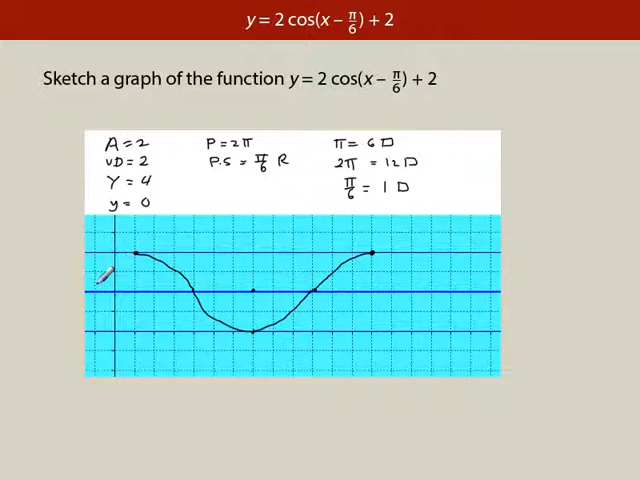 y = 2 cos(x – π/6) + 2
Sketch a graph of the function y = 2 cos(x – π/6) + 2
A = 2
VD = 2
Y = 4
y = 0
P = 2π
P.S = π/6 R
π = 6 □
2π = 12 □
π/6 = 1 □